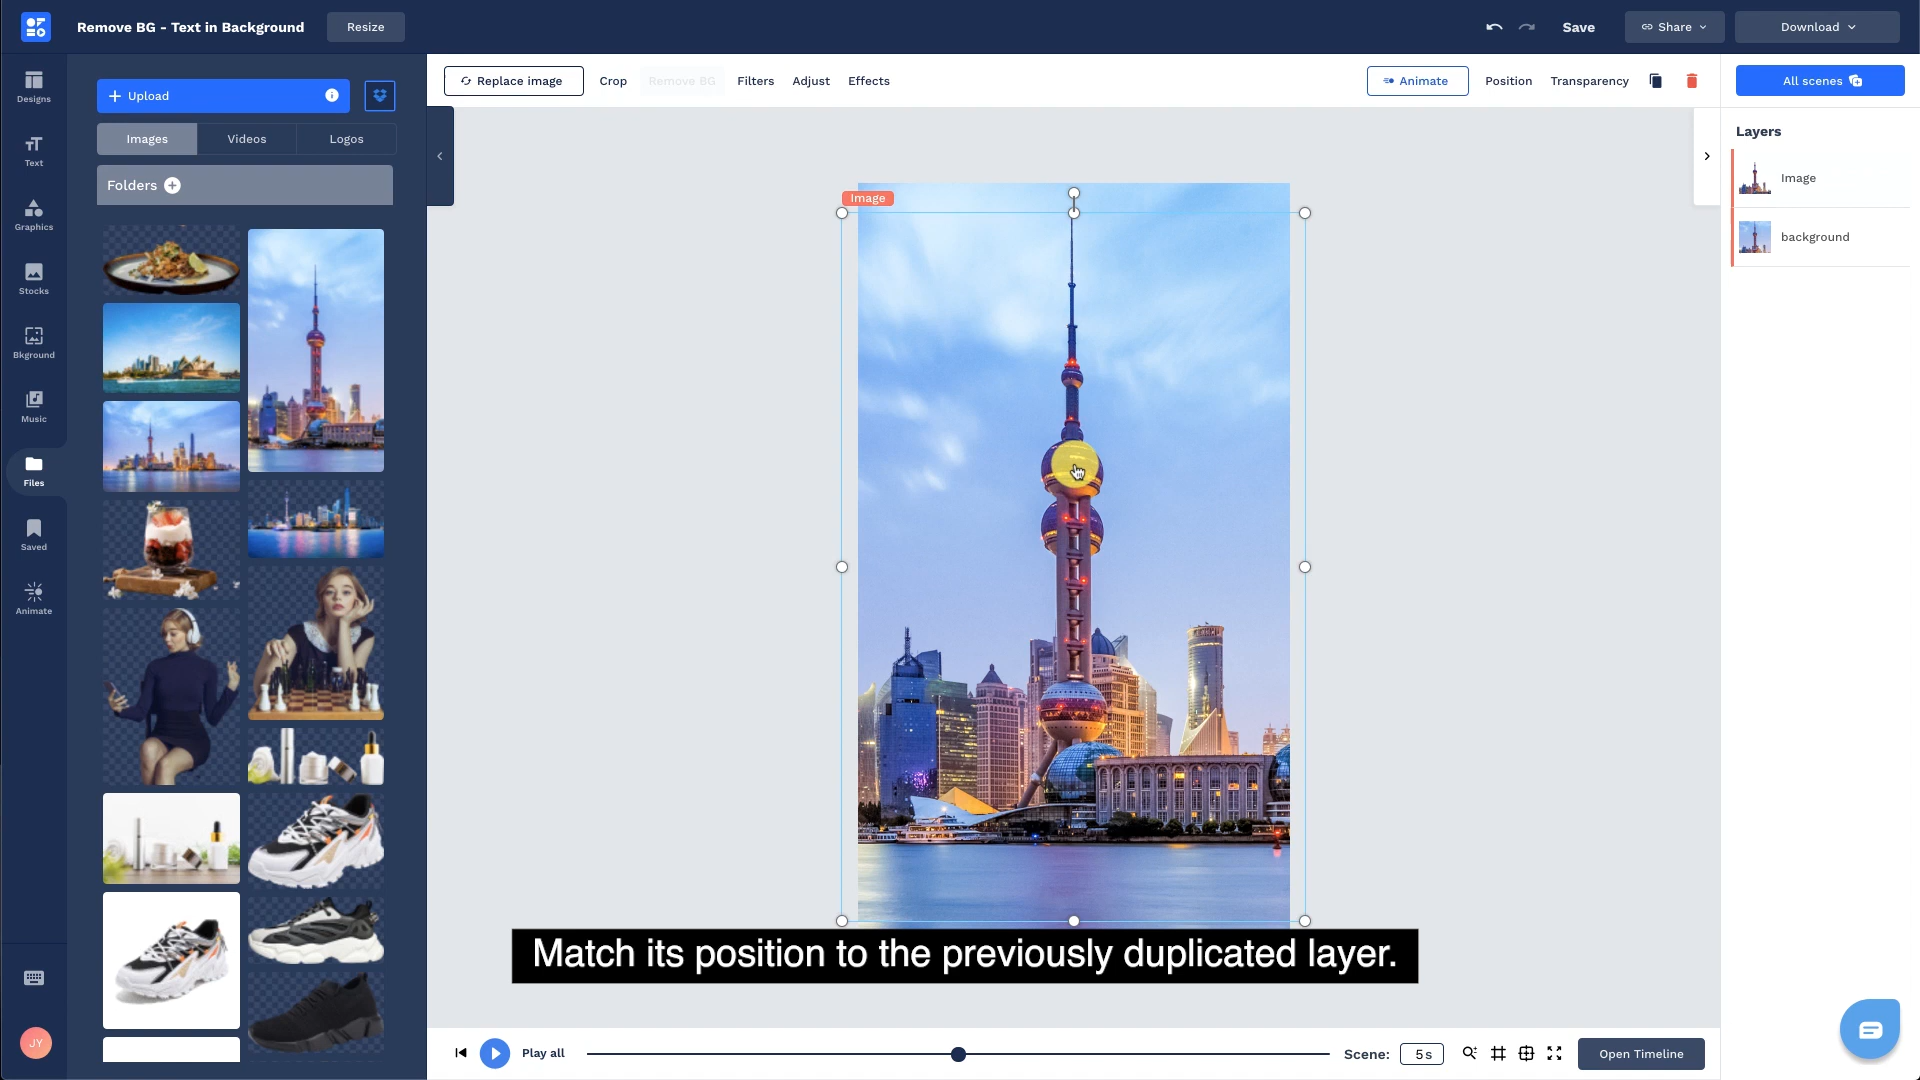 Remove BG - Text in Background
Resize
Save
Share
Download
Designs
Text
Graphics
Stocks
Bkground
Music
Files
Saved
Animate
JY
Upload
Images
Videos
Logos
Folders
Replace image
Crop
Remove BG
Filters
Adjust
Effects
Animate
Position
Transparency
All scenes
Layers
Image
background
Image
Match its position to the previously duplicated layer.
Play all
Scene:
5 s
Open Timeline